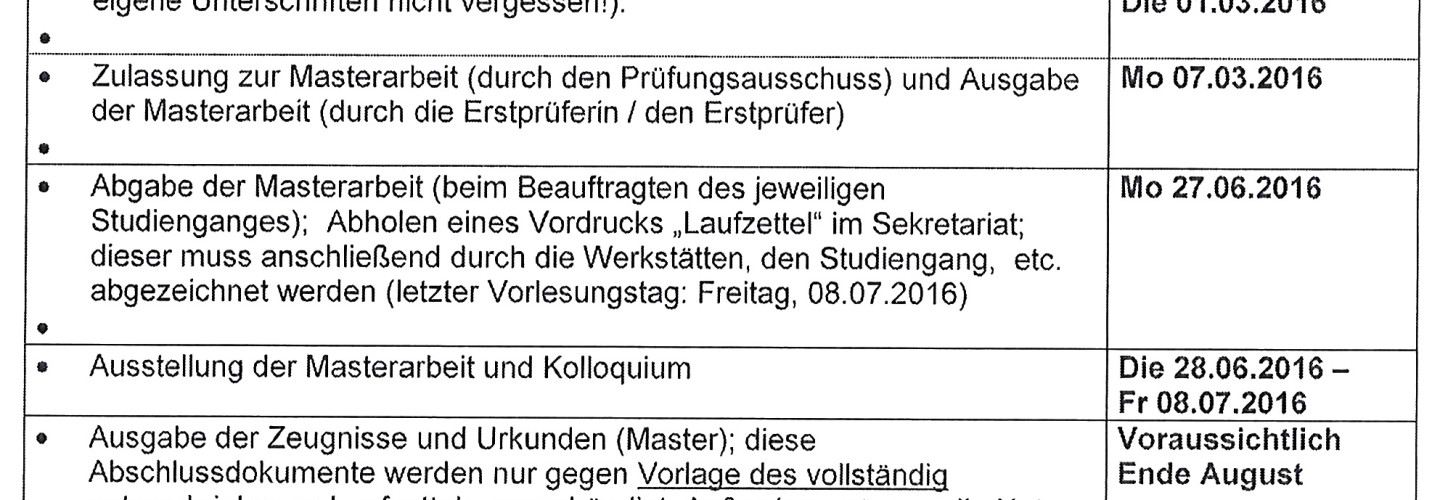 eigene Unterschriften nicht vergessen!).
Die 01.03.2016
•
• Zulassung zur Masterarbeit (durch den Prüfungsausschuss) und Ausgabe
der Masterarbeit (durch die Erstprüferin / den Erstprüfer)
Mo 07.03.2016
•
• Abgabe der Masterarbeit (beim Beauftragten des jeweiligen
Studienganges); Abholen eines Vordrucks „Laufzettel“ im Sekretariat;
dieser muss anschließend durch die Werkstätten, den Studiengang, etc.
abgezeichnet werden (letzter Vorlesungstag: Freitag, 08.07.2016)
Mo 27.06.2016
•
• Ausstellung der Masterarbeit und Kolloquium
Die 28.06.2016 –
Fr 08.07.2016
• Ausgabe der Zeugnisse und Urkunden (Master); diese
Abschlussdokumente werden nur gegen Vorlage des vollständig
Voraussichtlich
Ende August